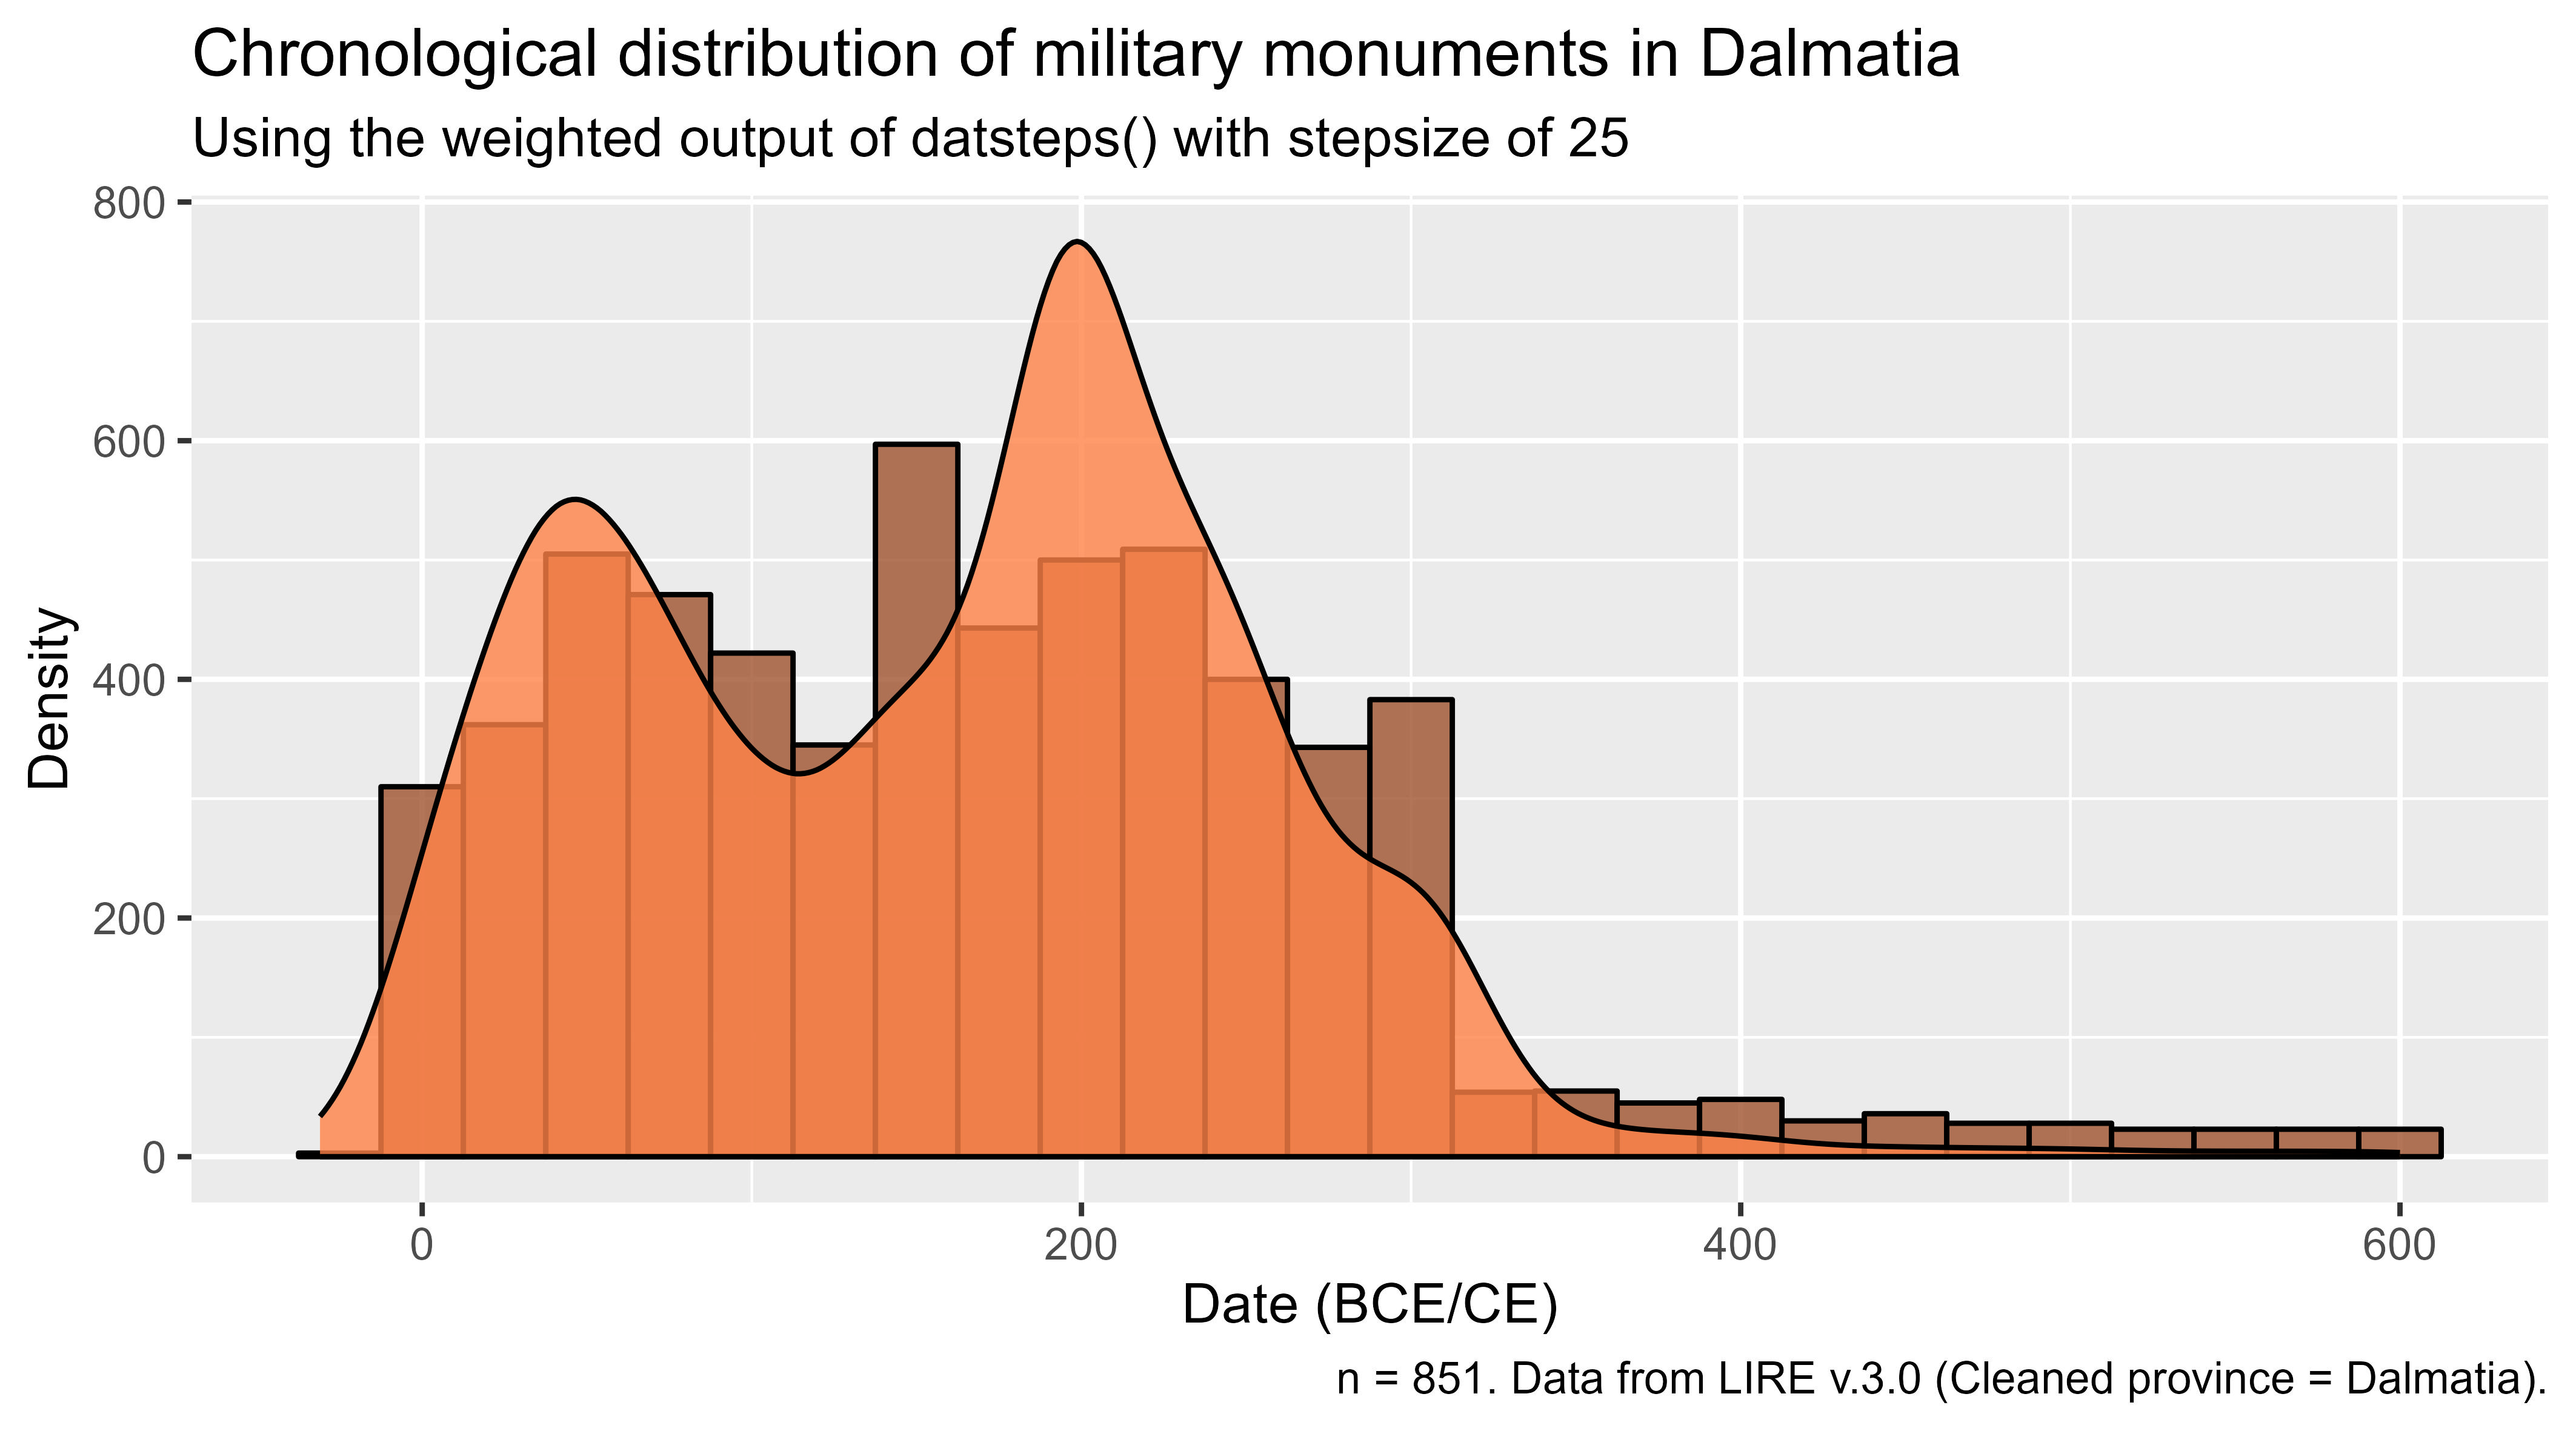 Chronological distribution of military monuments in Dalmatia
Using the weighted output of datsteps() with stepsize of 25
800
600
400
200
0
Density
0 200 400 600
Date (BCE/CE)
n = 851. Data from LIRE v.3.0 (Cleaned province = Dalmatia).